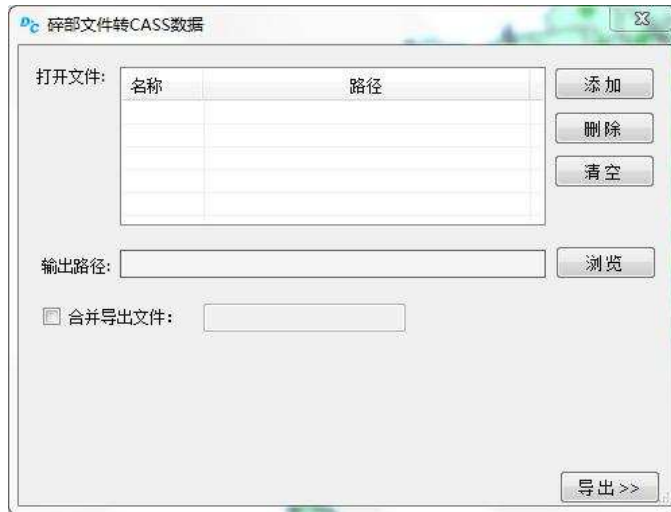 DC 碎部文件转CASS数据
打开文件:
名称 路径
添加
删除
清空
输出路径:
浏览
合并导出文件:
导出>>